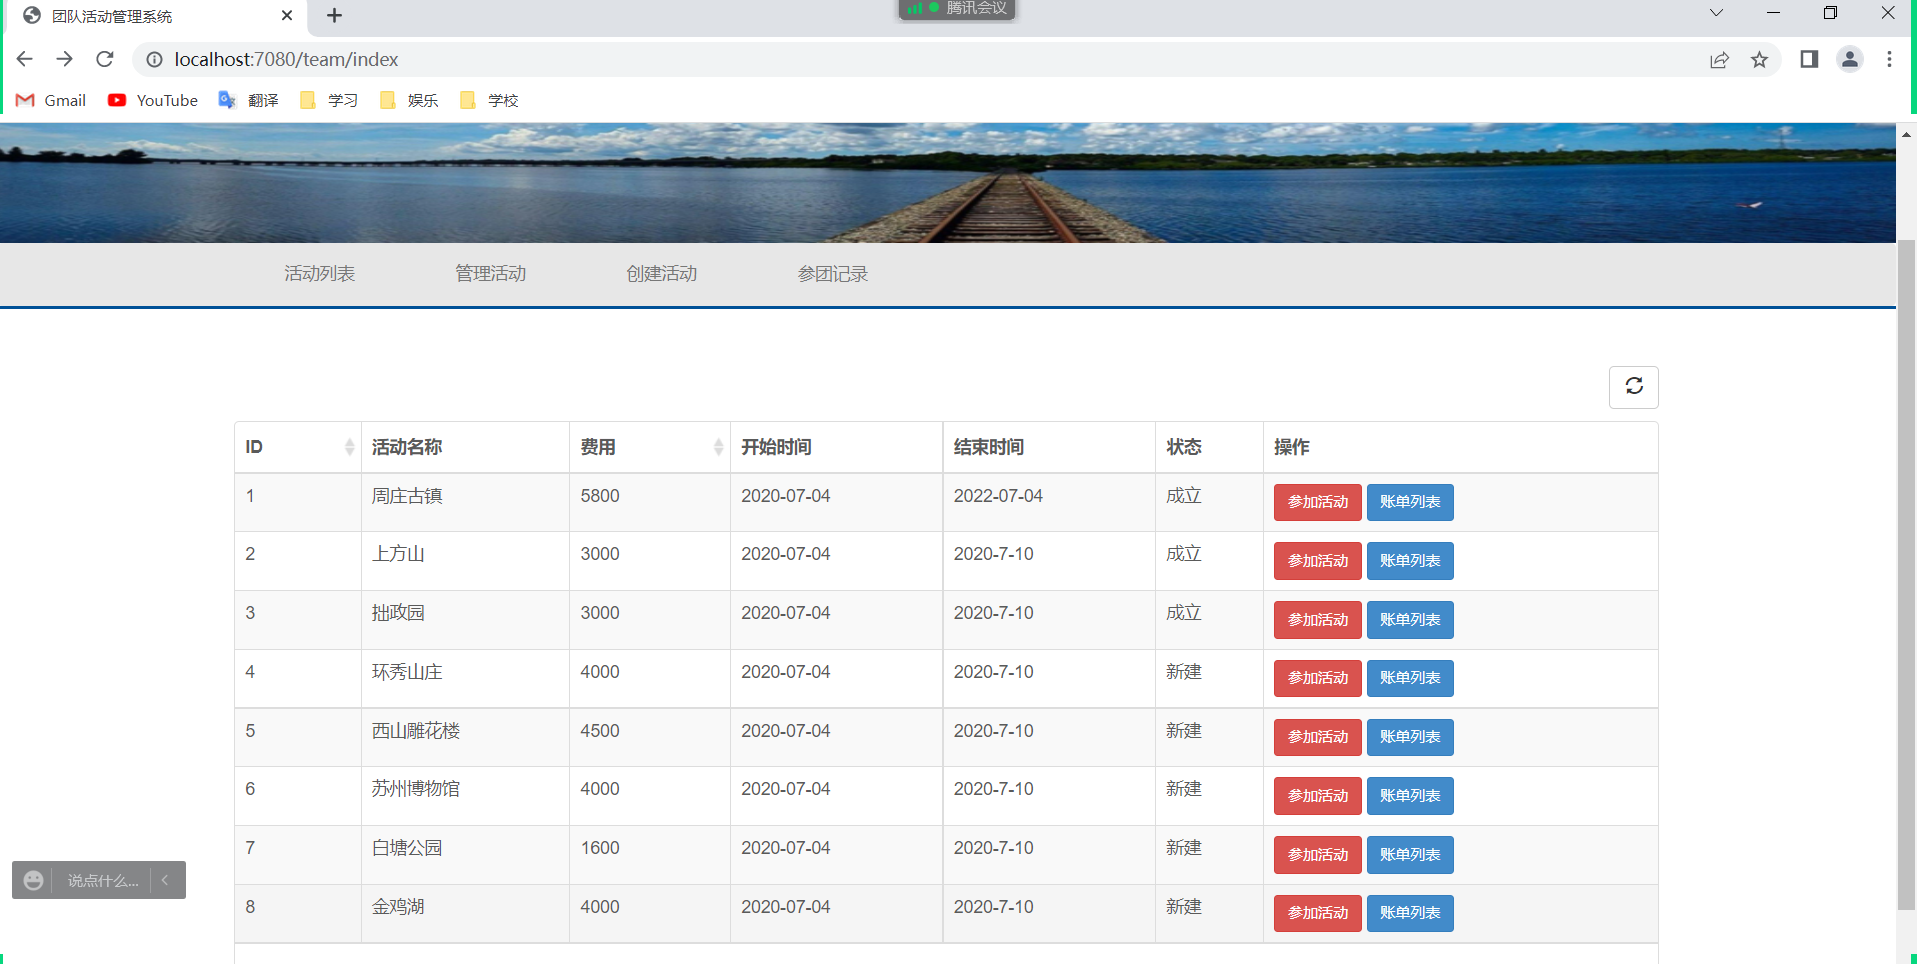 团队活动管理系统
腾讯会议
localhost:7080/team/index
Gmail YouTube 翻译 学习 娱乐 学校
活动列表 管理活动 创建活动 参团记录
ID 活动名称 费用 开始时间 结束时间 状态 操作
1 周庄古镇 5800 2020-07-04 2022-07-04 成立 参加活动 账单列表
2 上方山 3000 2020-07-04 2020-7-10 成立 参加活动 账单列表
3 拙政园 3000 2020-07-04 2020-7-10 成立 参加活动 账单列表
4 环秀山庄 4000 2020-07-04 2020-7-10 新建 参加活动 账单列表
5 西山雕花楼 4500 2020-07-04 2020-7-10 新建 参加活动 账单列表
6 苏州博物馆 4000 2020-07-04 2020-7-10 新建 参加活动 账单列表
7 白塘公园 1600 2020-07-04 2020-7-10 新建 参加活动 账单列表
说点什么...
8 金鸡湖 4000 2020-07-04 2020-7-10 新建 参加活动 账单列表